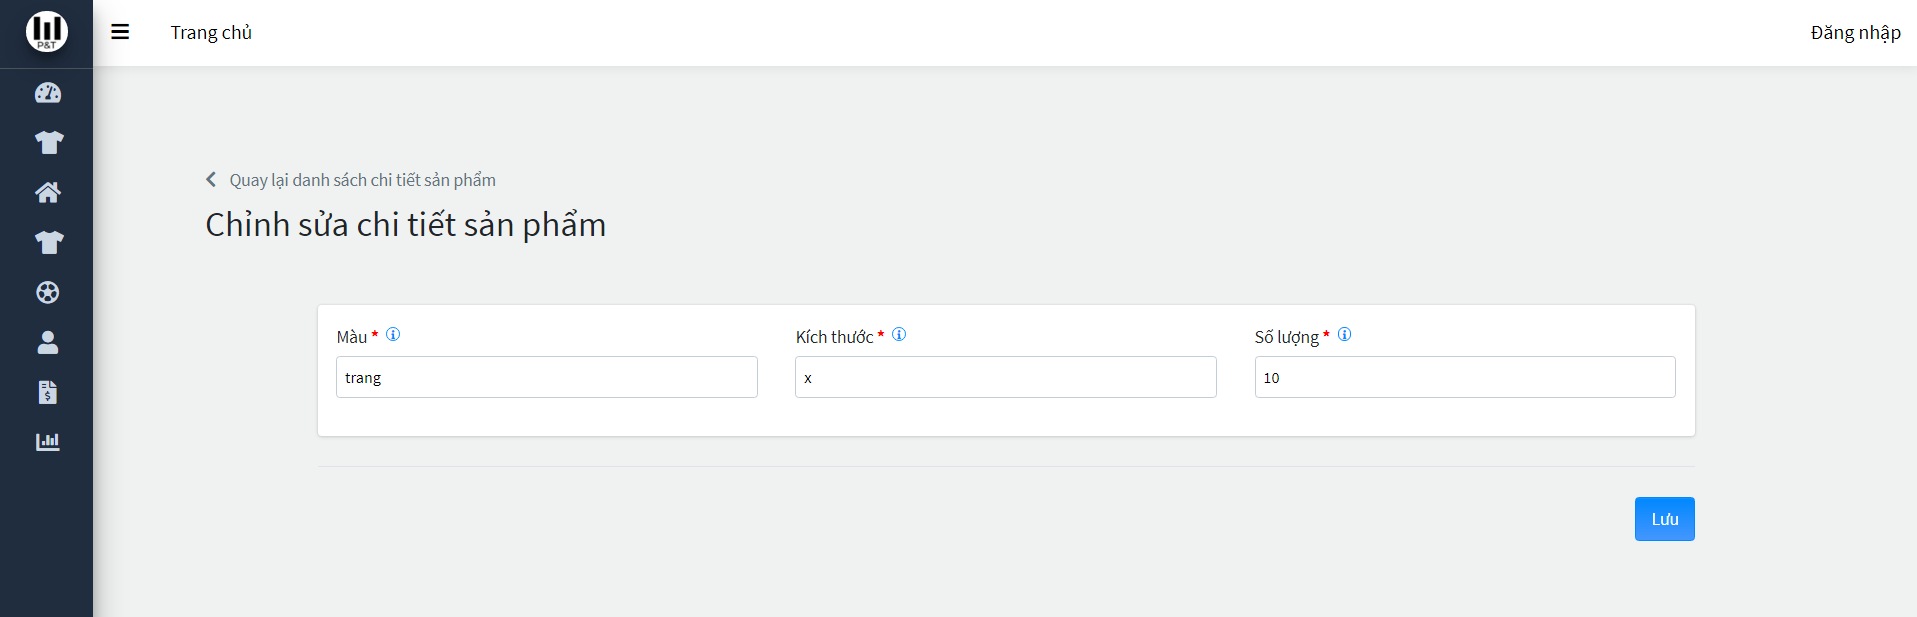 P&T
Trang chủ
Đăng nhập
Quay lại danh sách chi tiết sản phẩm
Chỉnh sửa chi tiết sản phẩm
Màu *
Kích thước *
Số lượng *
trang
x
10
Lưu